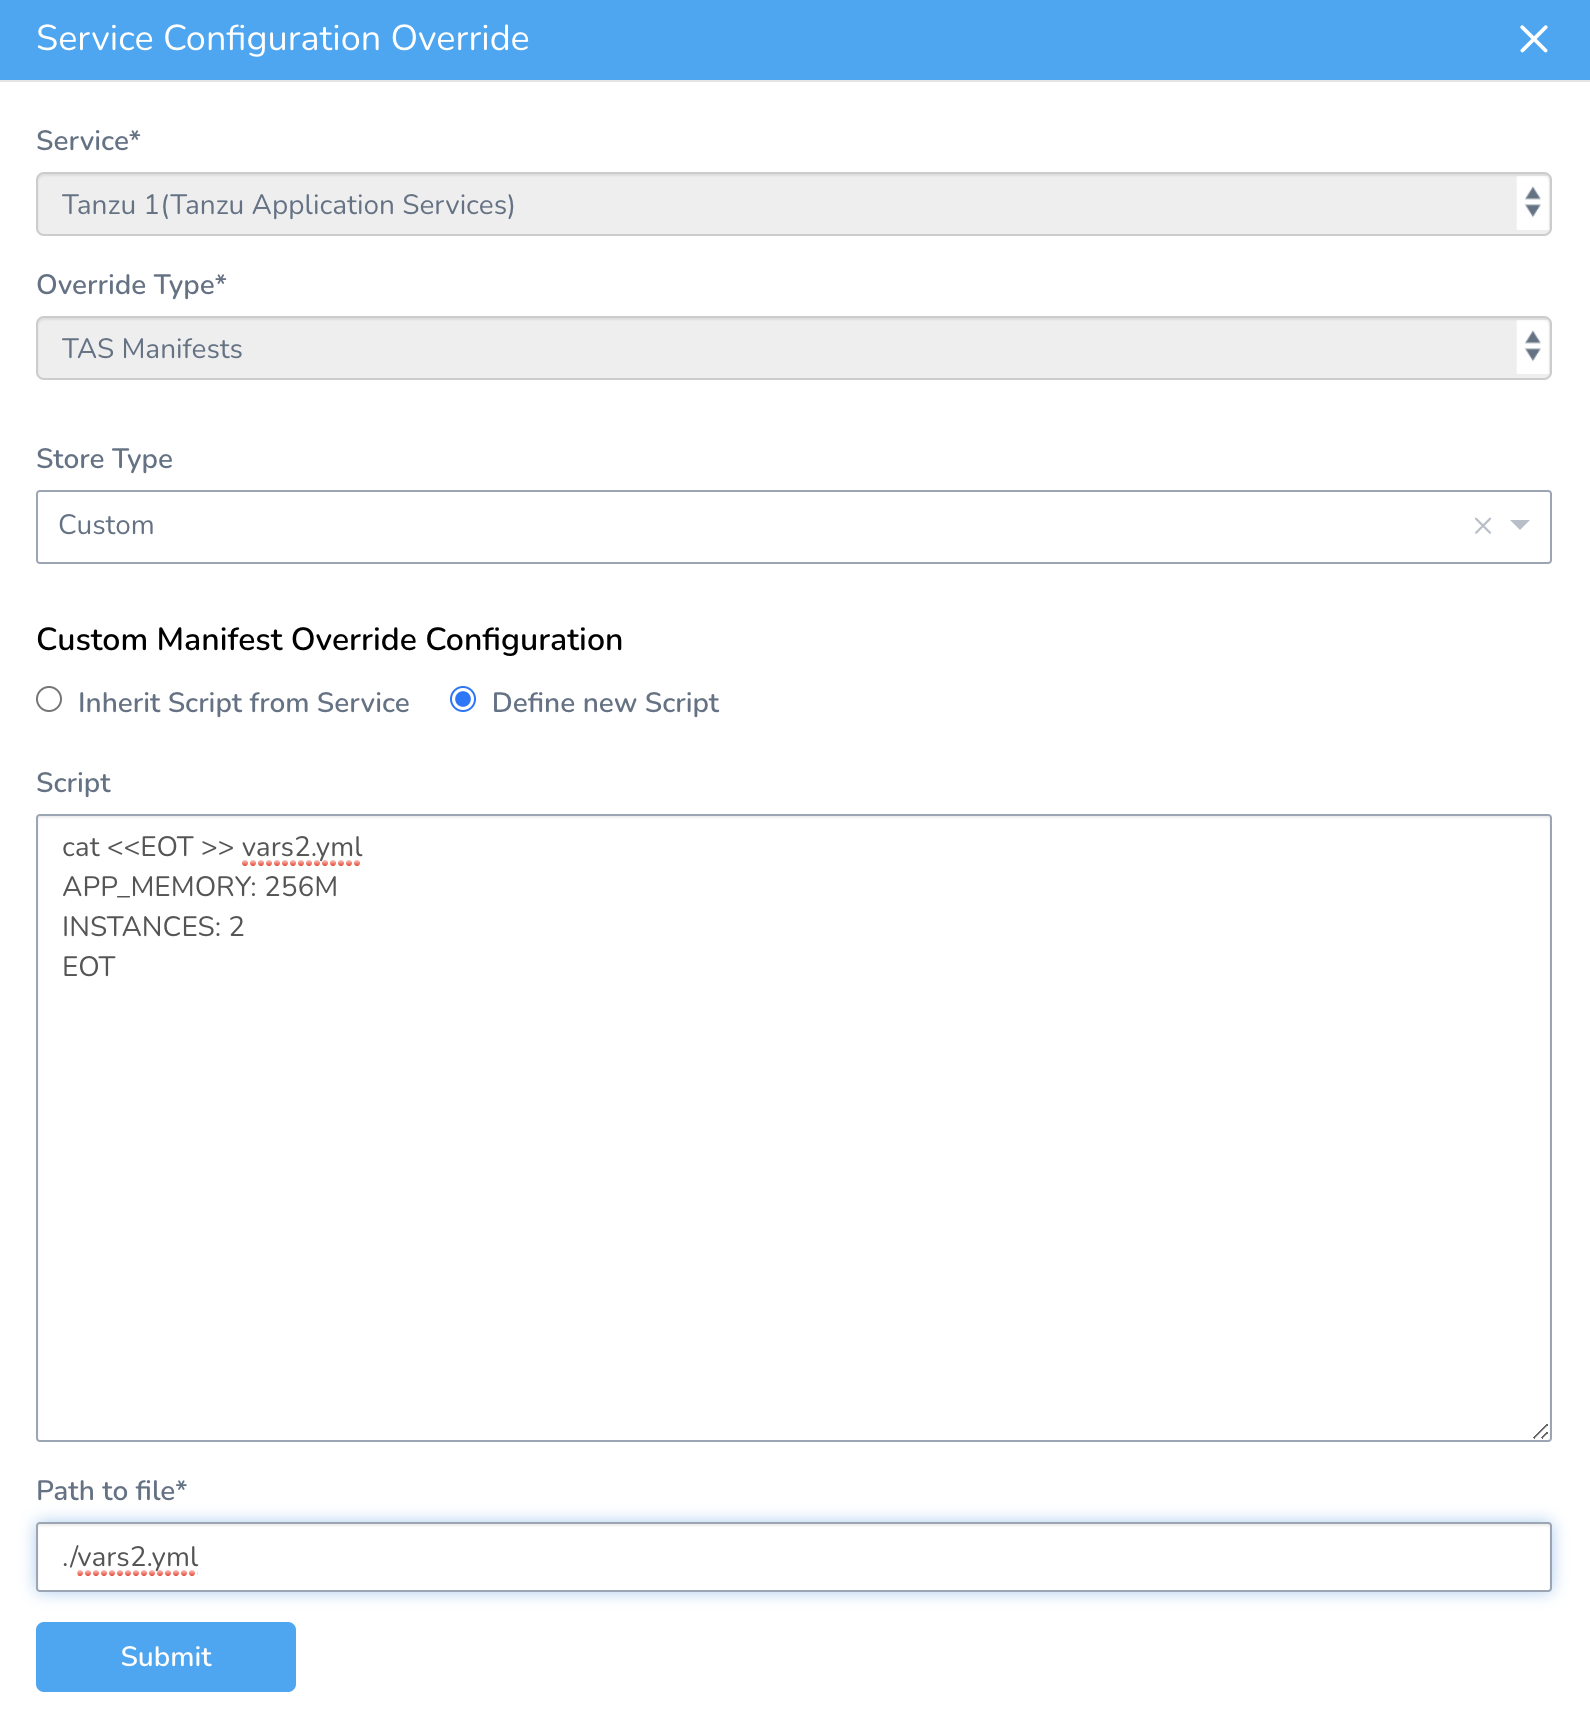 Service Configuration Override
Service*
Tanzu 1(Tanzu Application Services)
Override Type*
TAS Manifests
Store Type
Custom
Custom Manifest Override Configuration
Inherit Script from Service Define new Script
Script
cat <<EOT >> vars2.yml
APP_MEMORY: 256M
INSTANCES: 2
EOT
Path to file*
./vars2.yml
Submit